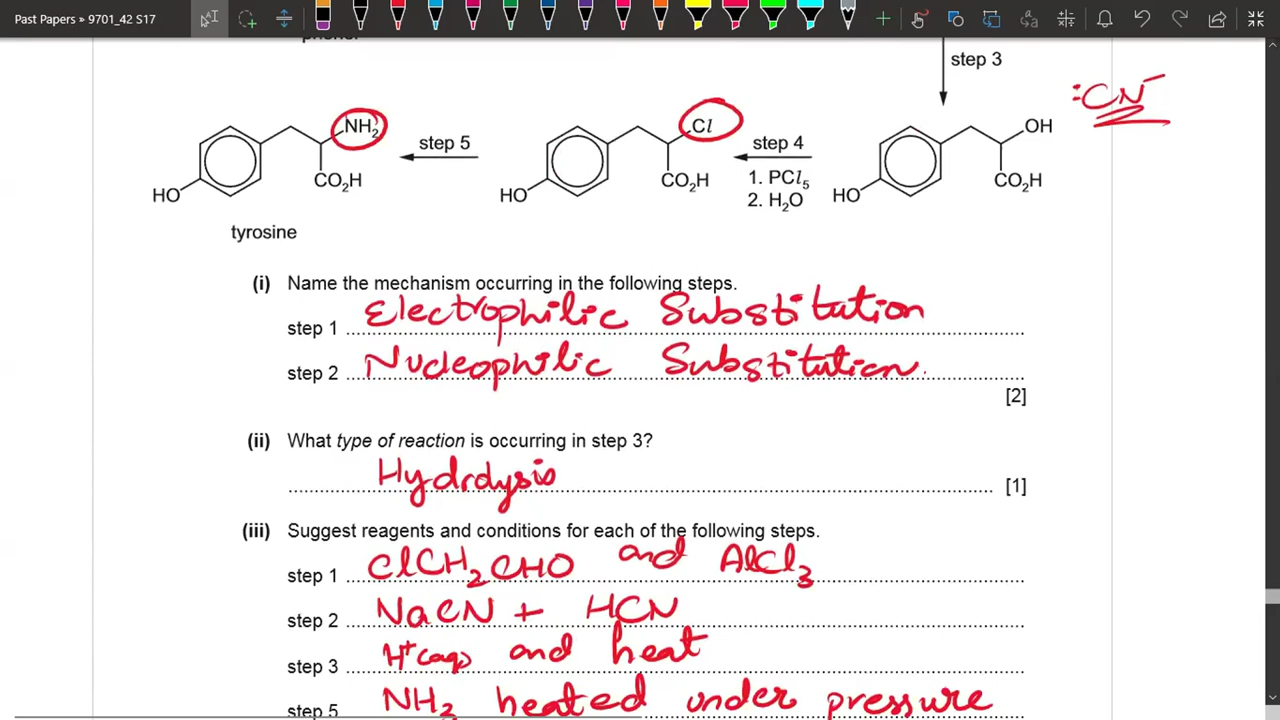 Past Papers » 9701_42 S17
phenol
step 3
:CN⁻
NH₂
CO₂H
HO
step 5
Cl
CO₂H
HO
step 4
1. PCl₅
2. H₂O
OH
CO₂H
HO
tyrosine
(i) Name the mechanism occurring in the following steps.
step 1 Electrophilic Substitution
step 2 Nucleophilic Substitution.
[2]
(ii) What type of reaction is occurring in step 3?
Hydrolysis [1]
(iii) Suggest reagents and conditions for each of the following steps.
step 1 ClCH₂CHO and AlCl₃
step 2 NaCN + HCN
step 3 H⁺(aq) and heat
step 5 NH₂ heated under pressure